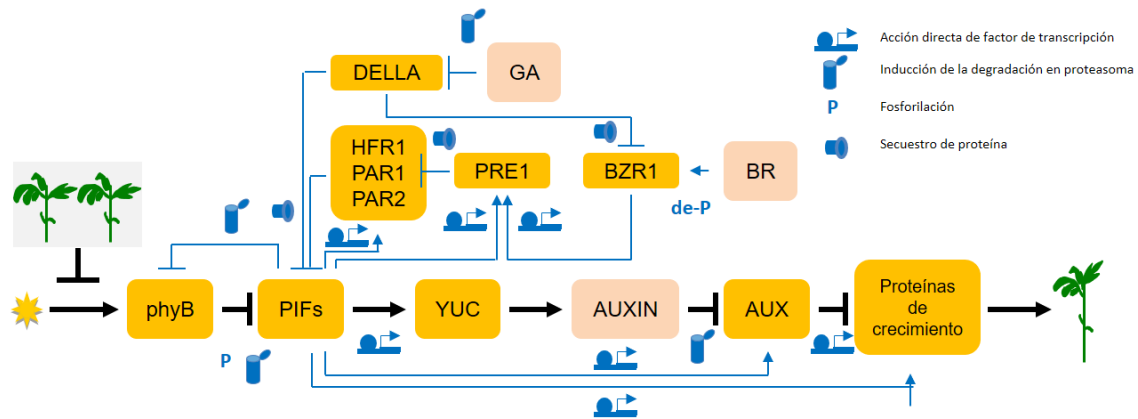 DELLA
GA
Acción directa de factor de transcripción
Inducción de la degradación en proteasoma
P
Fosforilación
Secuestro de proteína
HFR1
PAR1
PAR2
PRE1
BZR1
BR
de-P
phyB
PIFs
YUC
AUXIN
AUX
Proteínas
de
crecimiento
P